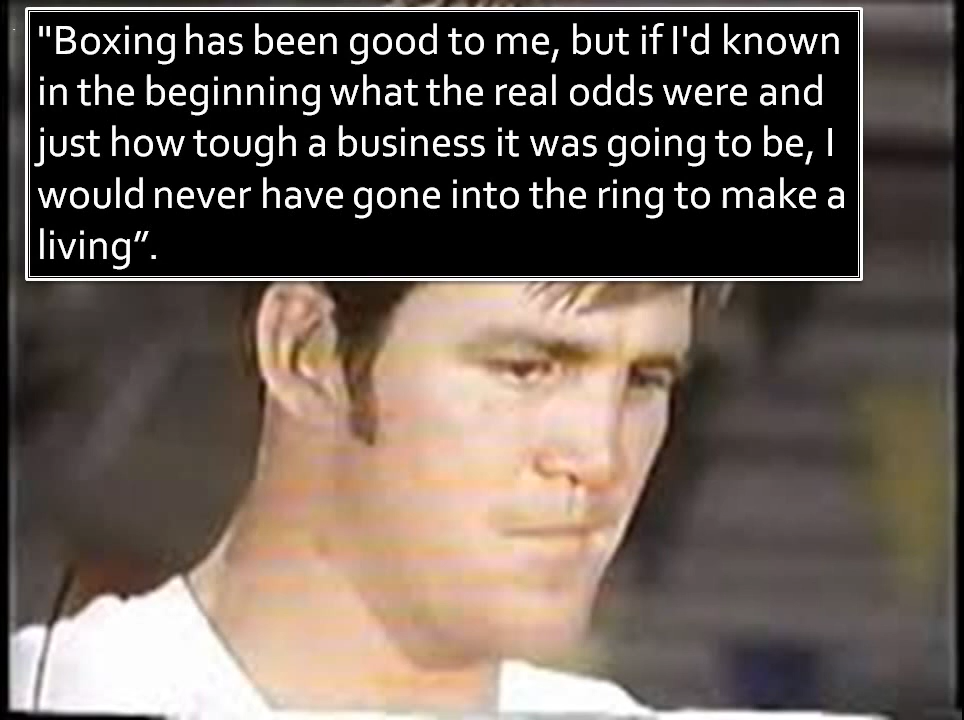 "Boxing has been good to me, but if I'd known
in the beginning what the real odds were and
just how tough a business it was going to be, I
would never have gone into the ring to make a
living”.